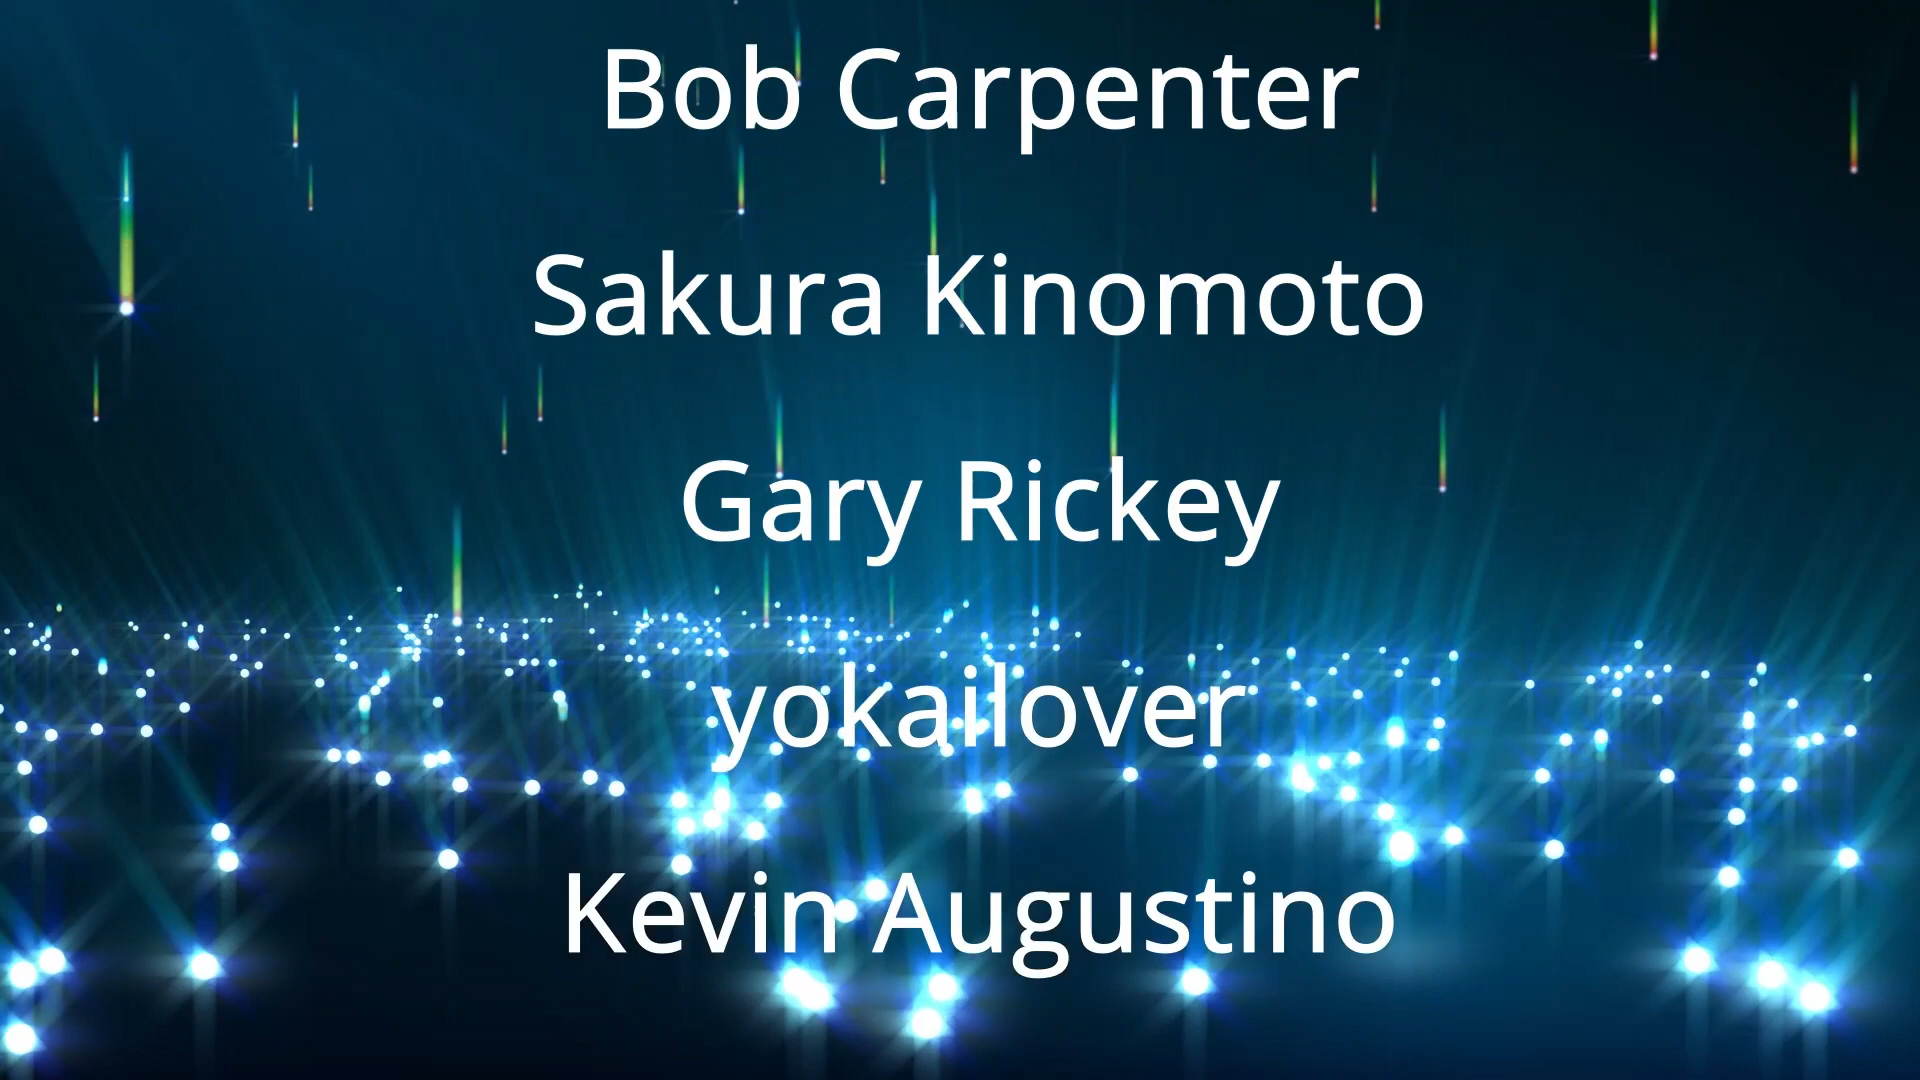 Bob Carpenter
Sakura Kinomoto
Gary Rickey
yokailover
Kevin Augustino